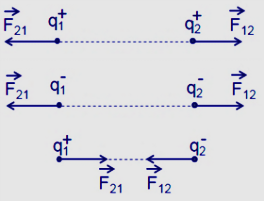 F₂₁ q₁⁺ q₂⁺ F₁₂
F₂₁ q₁⁻ q₂⁻ F₁₂
q₁⁺ q₂⁻
F₂₁ F₁₂